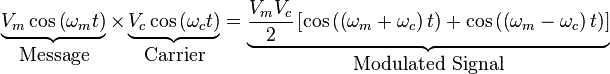 V_m cos (ω_m t) × V_c cos (ω_c t) = V_m V_c / 2 [cos ((ω_m + ω_c) t) + cos ((ω_m − ω_c) t)]
Message Carrier Modulated Signal